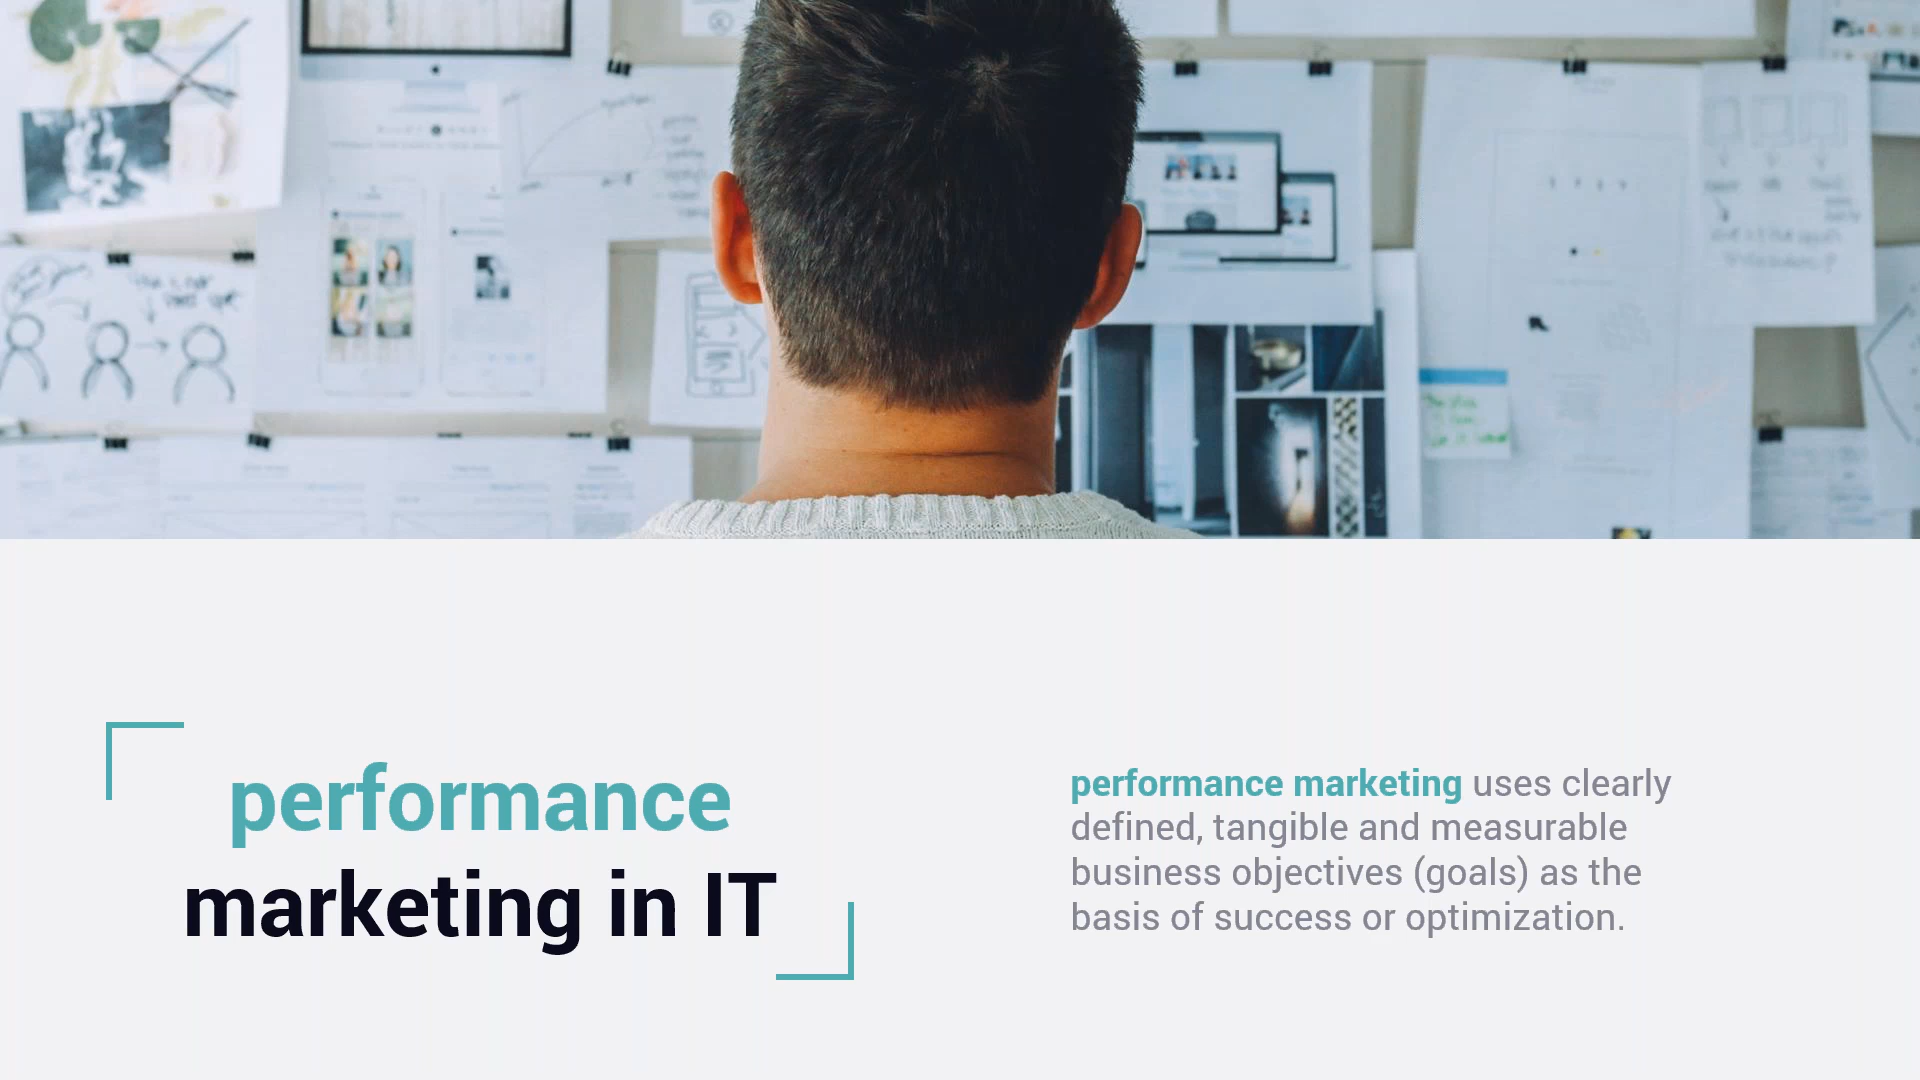 performance
marketing in IT
performance marketing uses clearly
defined, tangible and measurable
business objectives (goals) as the
basis of success or optimization.